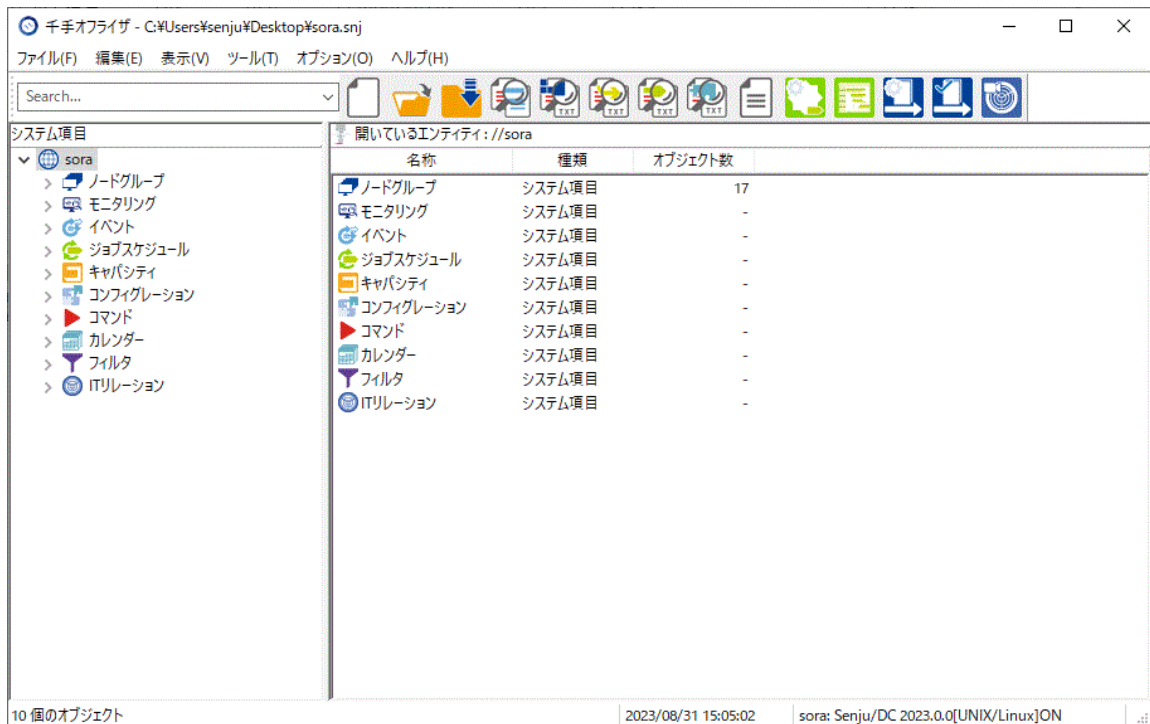 千手オフライザ - C:¥Users¥senju¥Desktop¥sora.snj
ファイル(F) 編集(E) 表示(V) ツール(T) オプション(O) ヘルプ(H)
Search...
TXT TXT TXT TXT
システム項目
sora
ノードグループ
モニタリング
イベント
ジョブスケジュール
キャパシティ
コンフィグレーション
コマンド
カレンダー
フィルタ
ITリレーション
開いているエンティティ : //sora
名称 種類 オブジェクト数
ノードグループ システム項目 17
モニタリング システム項目 -
イベント システム項目 -
ジョブスケジュール システム項目 -
キャパシティ システム項目 -
コンフィグレーション システム項目 -
コマンド システム項目 -
カレンダー システム項目 -
フィルタ システム項目 -
ITリレーション システム項目 -
10 個のオブジェクト 2023/08/31 15:05:02 sora: Senju/DC 2023.0.0[UNIX/Linux]ON